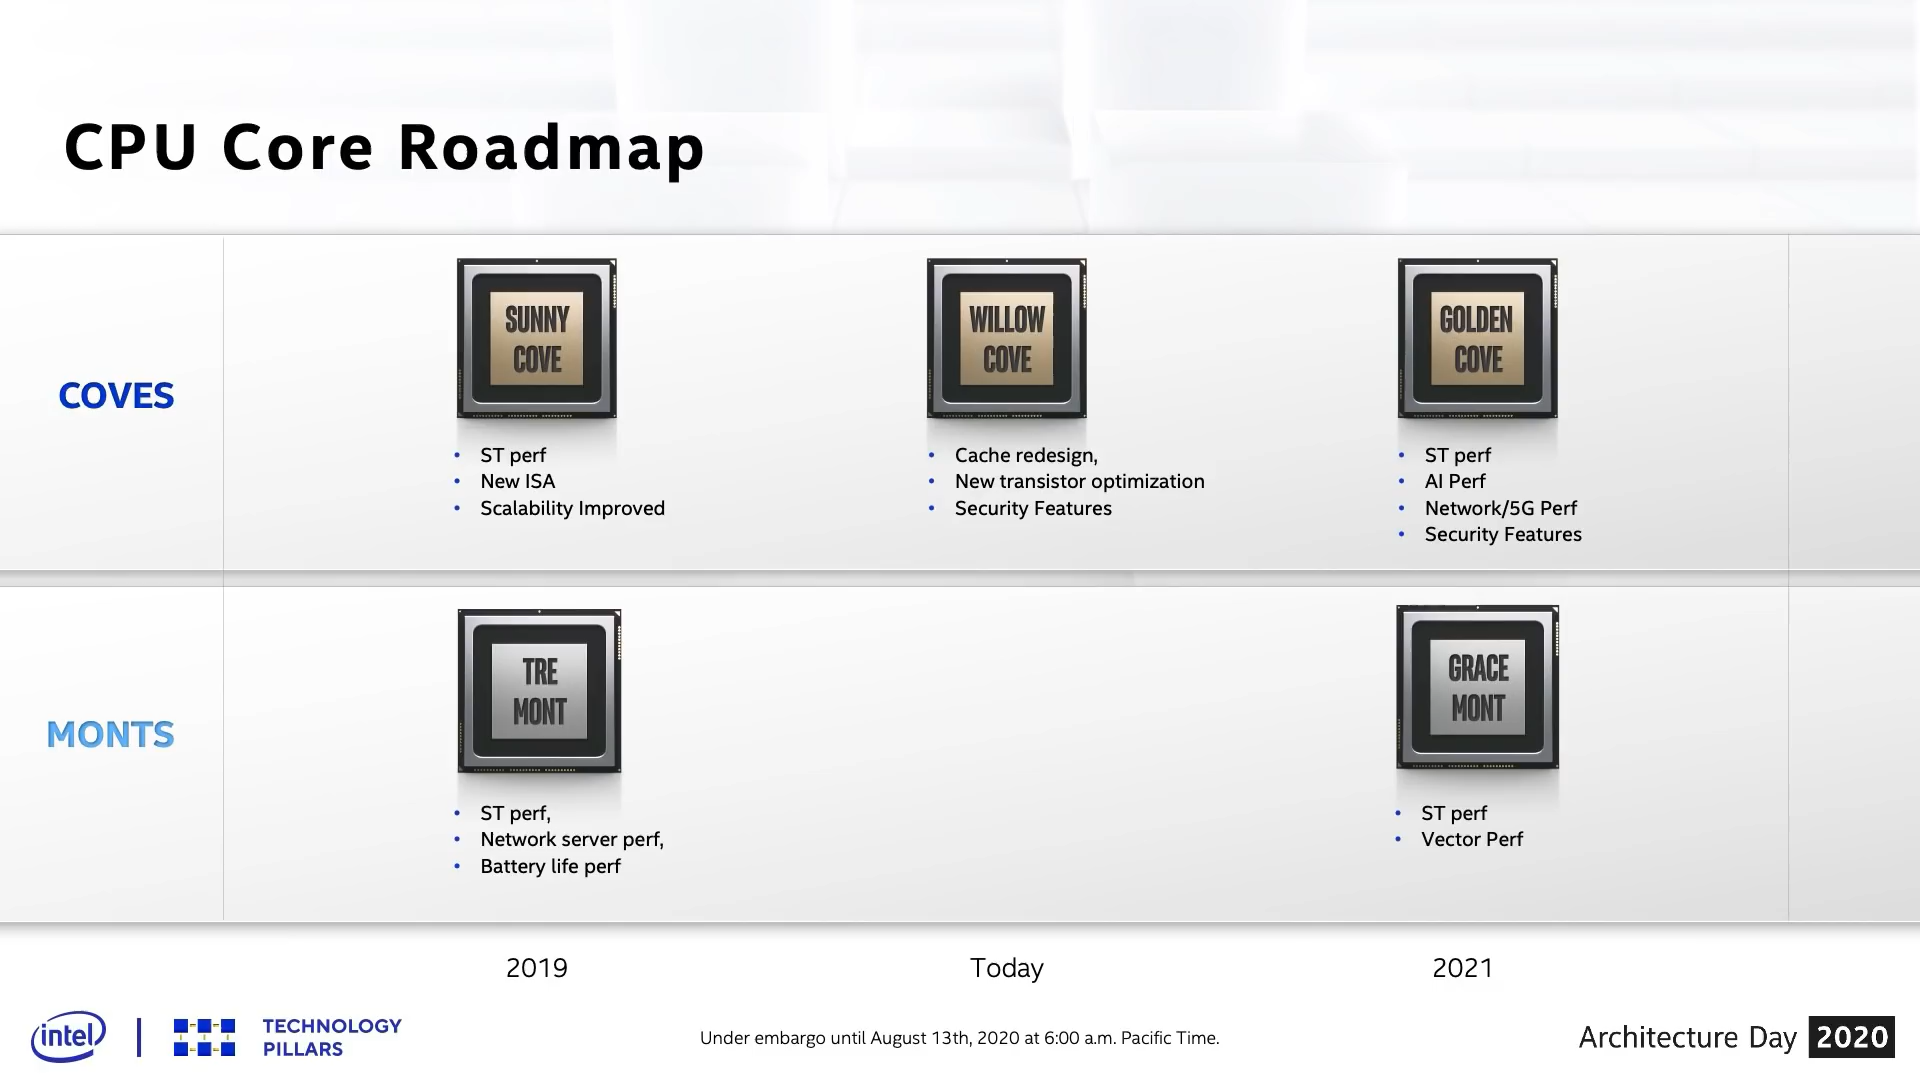 CPU Core Roadmap
COVES
SUNNY
COVE
• ST perf
• New ISA
• Scalability Improved
WILLOW
COVE
• Cache redesign,
• New transistor optimization
• Security Features
GOLDEN
COVE
• ST perf
• AI Perf
• Network/5G Perf
• Security Features
MONTS
TRE
MONT
• ST perf,
• Network server perf,
• Battery life perf
GRACE
MONT
• ST perf
• Vector Perf
2019
Today
2021
intel
TECHNOLOGY
PILLARS
Under embargo until August 13th, 2020 at 6:00 a.m. Pacific Time.
Architecture Day 2020